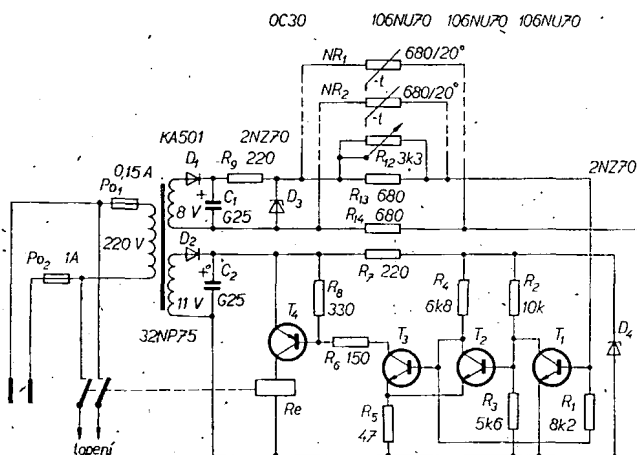 OC30 106NU70 106NU70 106NU70
NR1 680/20°
-t
NR2 680/20°
-t
KA501 2NZ70 R12 3k3 2NZ70
D1 R9 220
0,15A
Po1
+ C1 G25
D3
R13 680
8 V
R14 680
220 V
Po2 1A
D2
+ C2 G25
11 V
R7 220
R8 330
R4 6k8
R2 10k
32NP75
T4 T3 T2 T1 D4
R6 150
Re
R5 47
R3 5k6
R1 8k2
topení